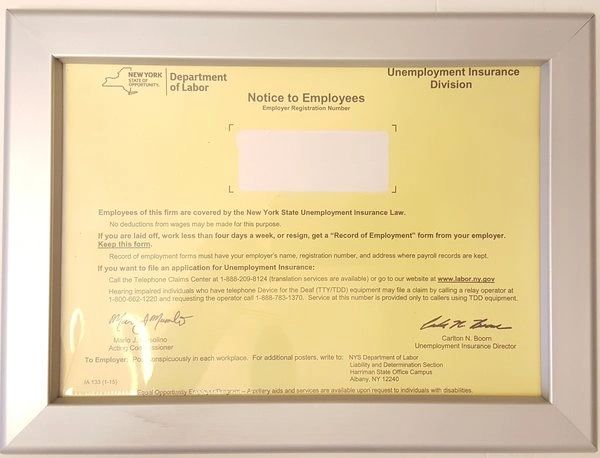 NEW YORK
STATE OF
OPPORTUNITY.
Department
of Labor
Unemployment Insurance
Division
Notice to Employees
Employer Registration Number
Employees of this firm are covered by the New York State Unemployment Insurance Law.
No deductions from wages may be made for this purpose.
If you are laid off, work less than four days a week, or resign, get a "Record of Employment" form from your employer.
Keep this form.
Record of employment forms must have your employer's name, registration number, and address where payroll records are kept.
If you want to file an application for Unemployment Insurance:
Call the Telephone Claims Center at 1-888-209-8124 (translation services are available) or go to our website at www.labor.ny.gov
Hearing impaired individuals who have telephone Device for the Deaf (TTY/TDD) equipment may file a claim by calling a relay operator at
1-800-662-1220 and requesting the operator call 1-888-783-1370. Service at this number is provided only to callers using TDD equipment.
Mario J. Musolino
Acting Commissioner
Carlton N. Boorn
Unemployment Insurance Director
To Employer: Post conspicuously in each workplace. For additional posters, write to: NYS Department of Labor
Liability and Determination Section
Harriman State Office Campus
Albany, NY 12240
IA 133 (1-15)
Equal Opportunity Employer/Program – Auxiliary aids and services are available upon request to individuals with disabilities.